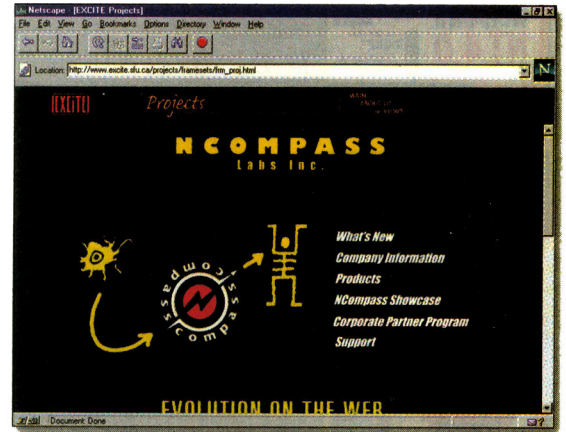 Netscape - [EXCITE Projects]
File Edit View Go Bookmarks Options Directory Window Help
Location: http://www.excite.sfu.ca/projects/framesets/frm_proj.html
N
[EXCiTE] Projects
NCOMPASS
Labs Inc.
What's New
Company Information
Products
NCompass Showcase
Corporate Partner Program
Support
compass compass
EVOLUTION ON THE WEB
Document: Done